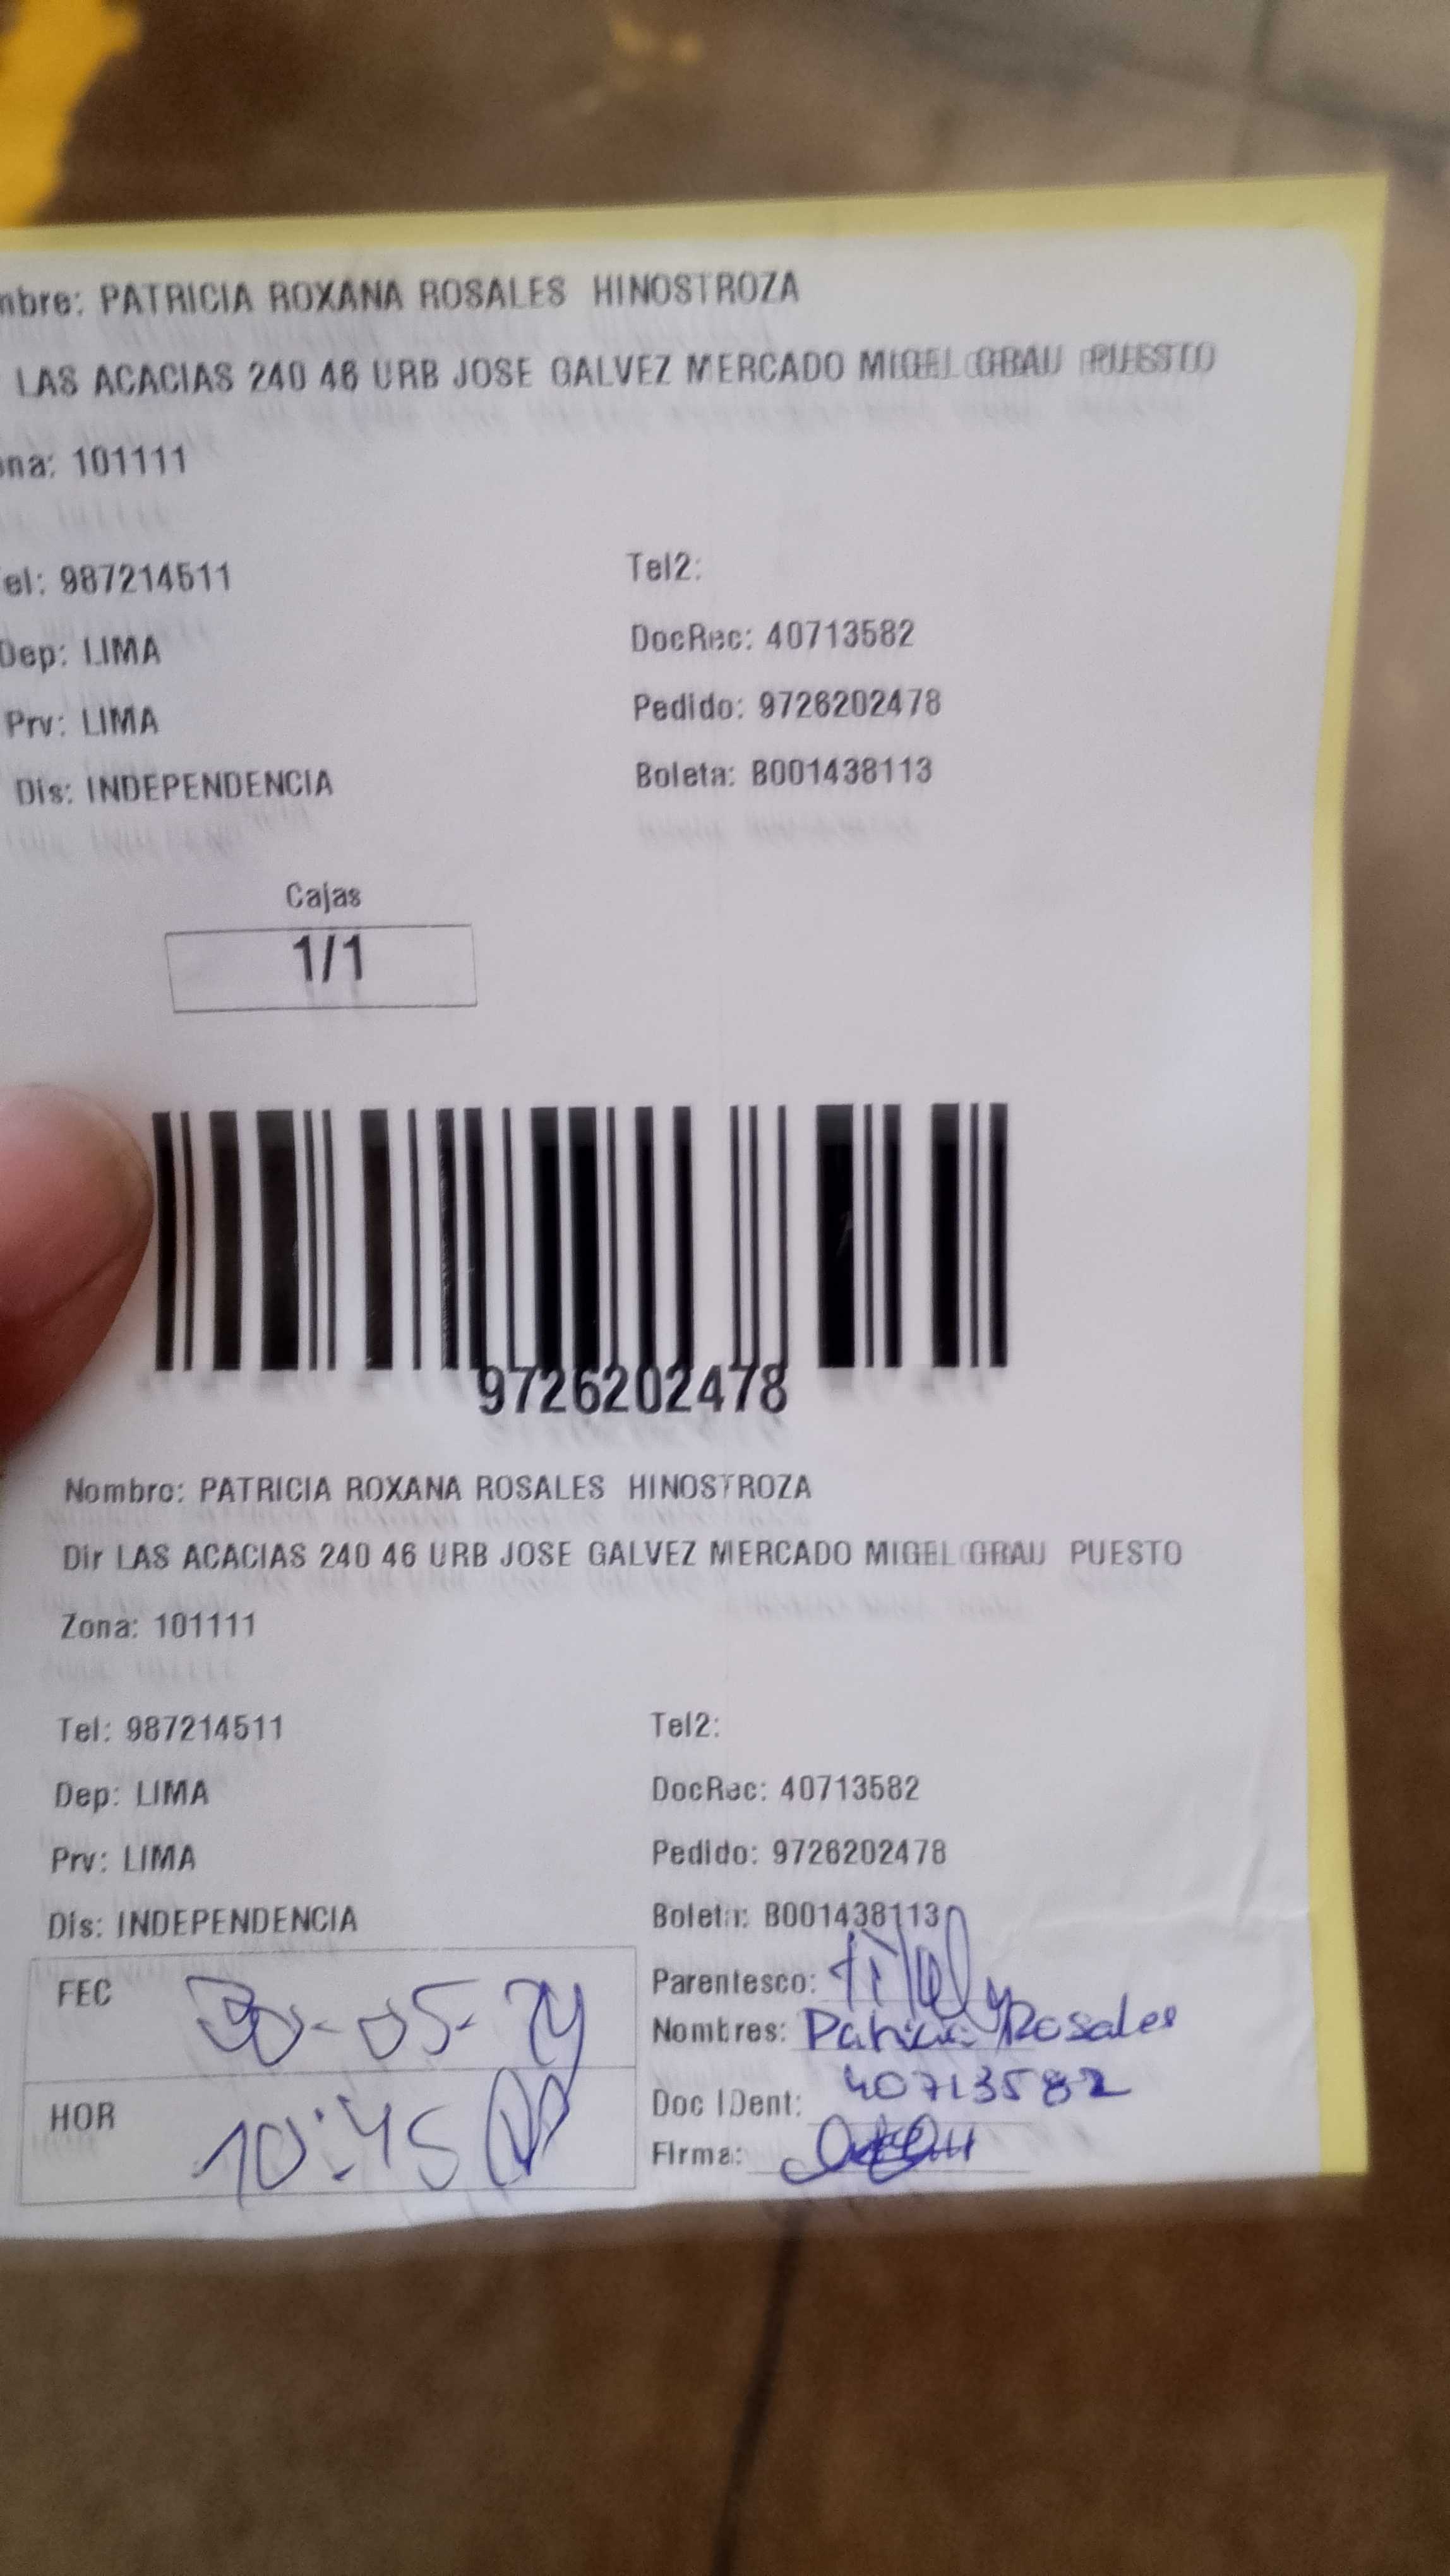 mbre: PATRICIA ROXANA ROSALES HINOSTROZA
LAS ACACIAS 240 46 URB JOSE GALVEZ MERCADO MIGEL GRAU PUESTO
ona: 101111
Tel: 987214511
Tel2:
DocRec: 40713582
Dep: LIMA
Pedido: 9726202478
Prv: LIMA
Boleta: B001438113
Dis: INDEPENDENCIA
Cajas
1/1
9726202478
Nombre: PATRICIA ROXANA ROSALES HINOSTROZA
Dir LAS ACACIAS 240 46 URB JOSE GALVEZ MERCADO MIGEL GRAU PUESTO
Zona: 101111
Tel: 987214511
Tel2:
Dep: LIMA
DocRec: 40713582
Prv: LIMA
Pedido: 9726202478
Dis: INDEPENDENCIA
Boleta: B001438113
FEC 30-05-24
Parentesco:
Nombres: Patricia Rosales
HOR 10:45
Doc IDent: 40713582
Firma: